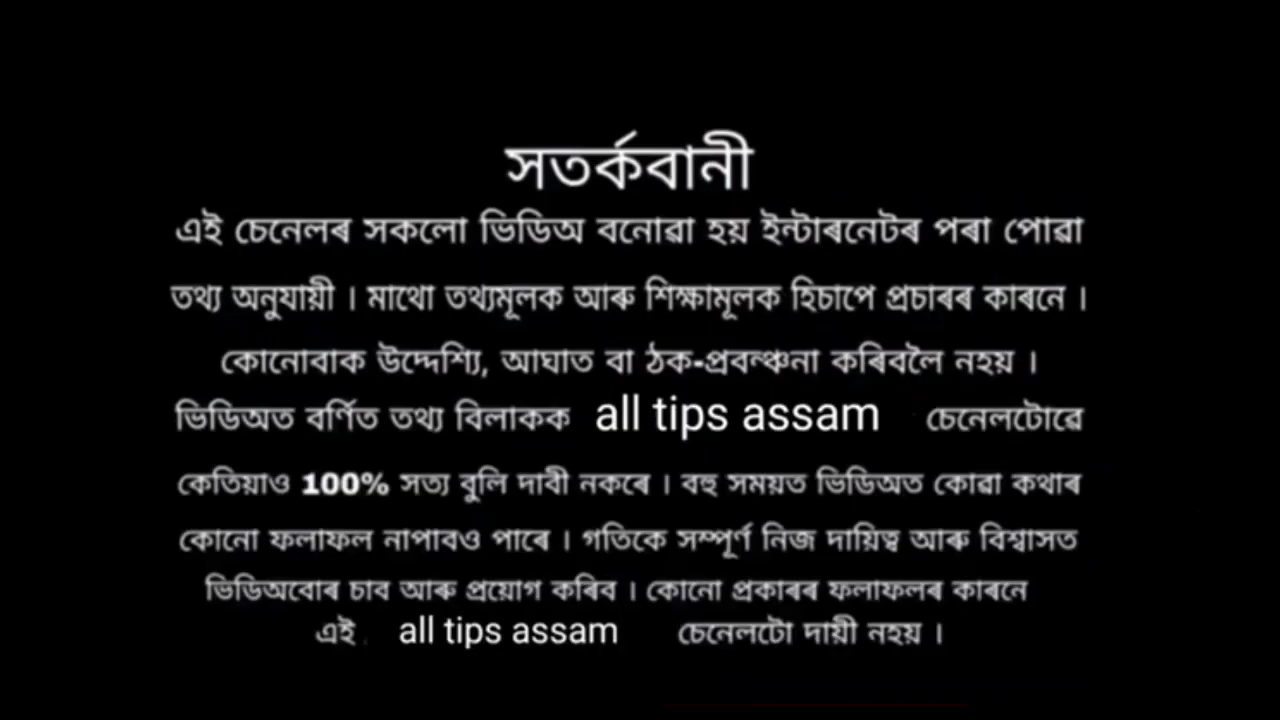 সতৰ্কবানী
এই চেনেলৰ সকলো ভিডিঅ বনোৱা হয় ইন্টাৰনেটৰ পৰা পোৱা
তথ্য অনুযায়ী । মাথো তথ্যমূলক আৰু শিক্ষামূলক হিচাপে প্ৰচাৰৰ কাৰনে ।
কোনোবাক উদ্দেশ্যি, আঘাত বা ঠক-প্ৰবঞ্চনা কৰিবলৈ নহয় ।
ভিডিঅত বৰ্ণিত তথ্য বিলাকক all tips assam চেনেলটোৱে
কেতিয়াও 100% সত্য বুলি দাবী নকৰে । বহু সময়ত ভিডিঅত কোৱা কথাৰ
কোনো ফলাফল নাপাবও পাৰে । গতিকে সম্পূৰ্ণ নিজ দায়িত্ব আৰু বিশ্বাসত
ভিডিঅবোৰ চাব আৰু প্ৰয়োগ কৰিব । কোনো প্ৰকাৰৰ ফলাফলৰ কাৰনে
এই all tips assam চেনেলটো দায়ী নহয় ।